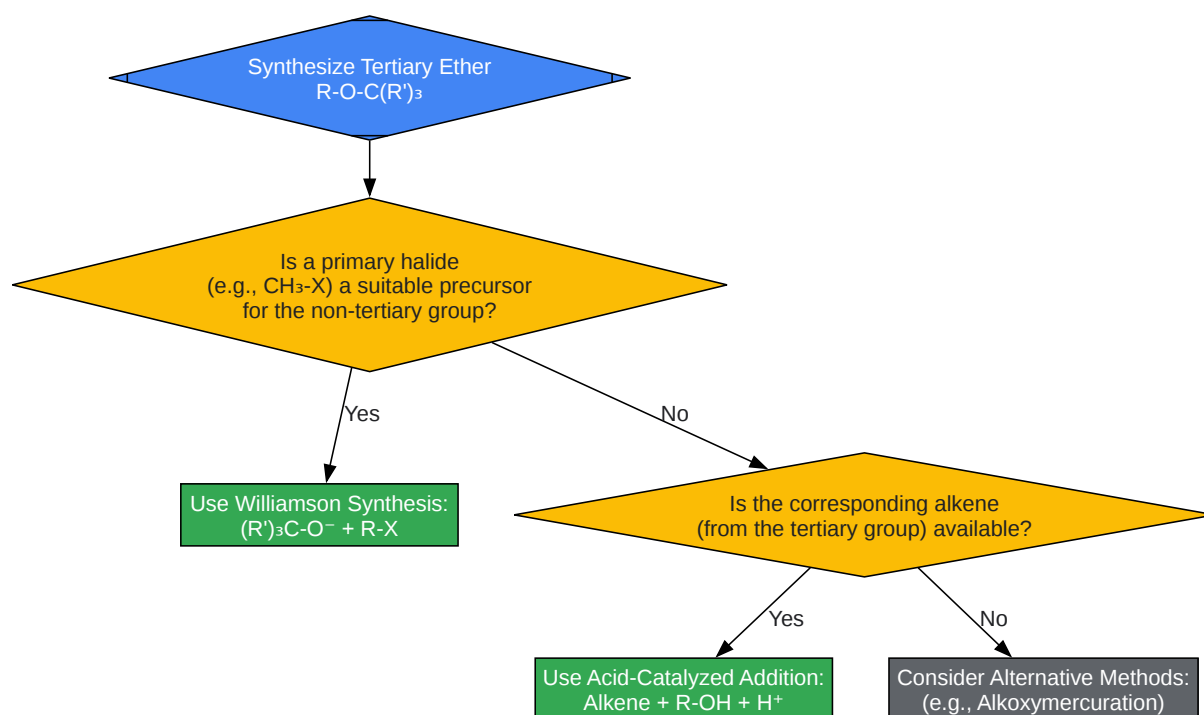 Synthesize Tertiary Ether
R-O-C(R')₃
Is a primary halide
(e.g., CH₃-X) a suitable precursor
for the non-tertiary group?
Yes
No
Use Williamson Synthesis:
(R')₃C-O⁻ + R-X
Is the corresponding alkene
(from the tertiary group) available?
Yes
No
Use Acid-Catalyzed Addition:
Alkene + R-OH + H⁺
Consider Alternative Methods:
(e.g., Alkoxymercuration)